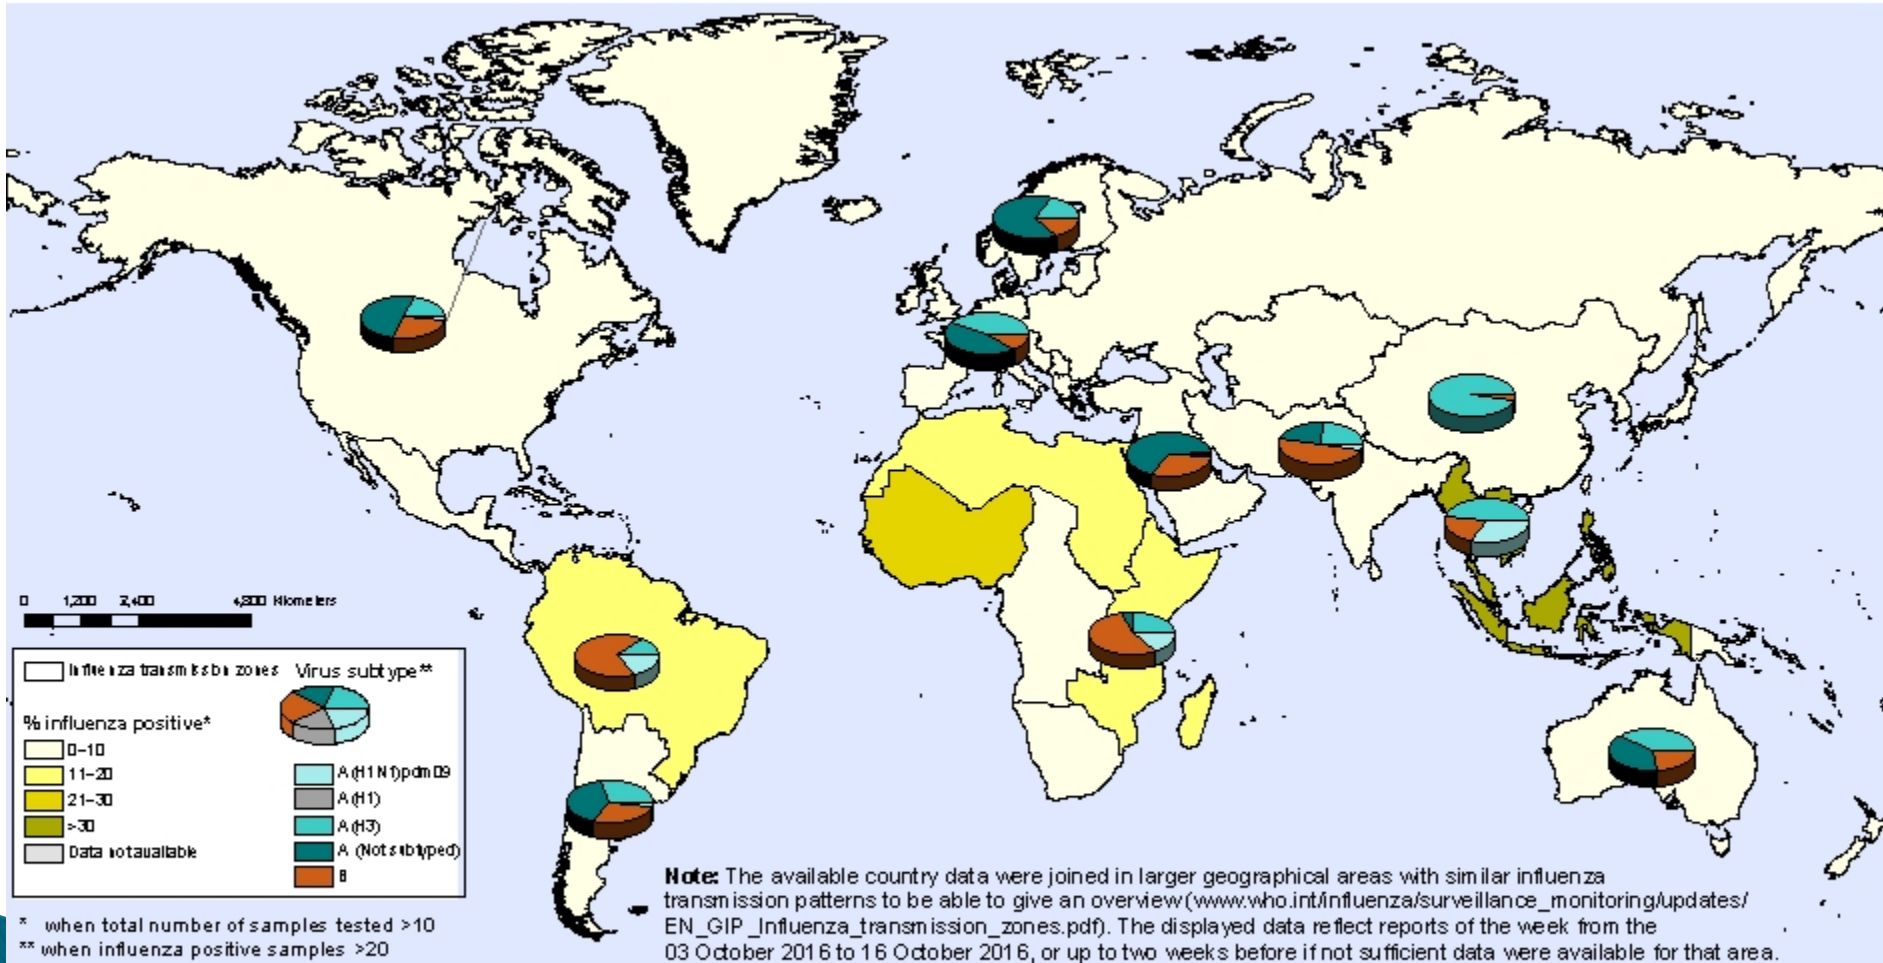 0 1,200 2,400 4,800 Kilometers
Influenza transmission zones
Virus subtype**
% influenza positive*
0-10
11-20
21-30
>30
Data not available
A(H1N1)pdm09
A(H1)
A(H3)
A (Not subtyped)
B
* when total number of samples tested >10
** when influenza positive samples >20
Note: The available country data were joined in larger geographical areas with similar influenza
transmission patterns to be able to give an overview (www.who.int/influenza/surveillance_monitoring/updates/
EN_GIP_Influenza_transmission_zones.pdf). The displayed data reflect reports of the week from the
03 October 2016 to 16 October 2016, or up to two weeks before if not sufficient data were available for that area.